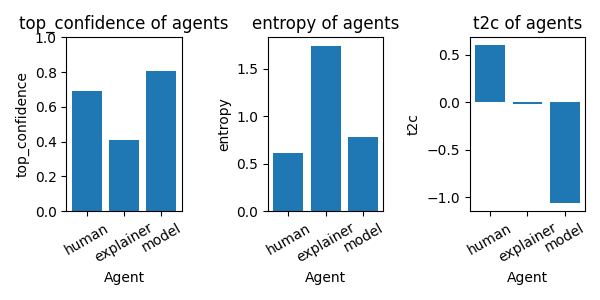 top_confidence of agents
1.0
0.8
0.6
0.4
0.2
0.0
top_confidence
human
explainer
model
Agent
entropy of agents
1.5
1.0
0.5
0.0
entropy
human
explainer
model
Agent
t2c of agents
0.5
0.0
−0.5
−1.0
t2c
human
explainer
model
Agent